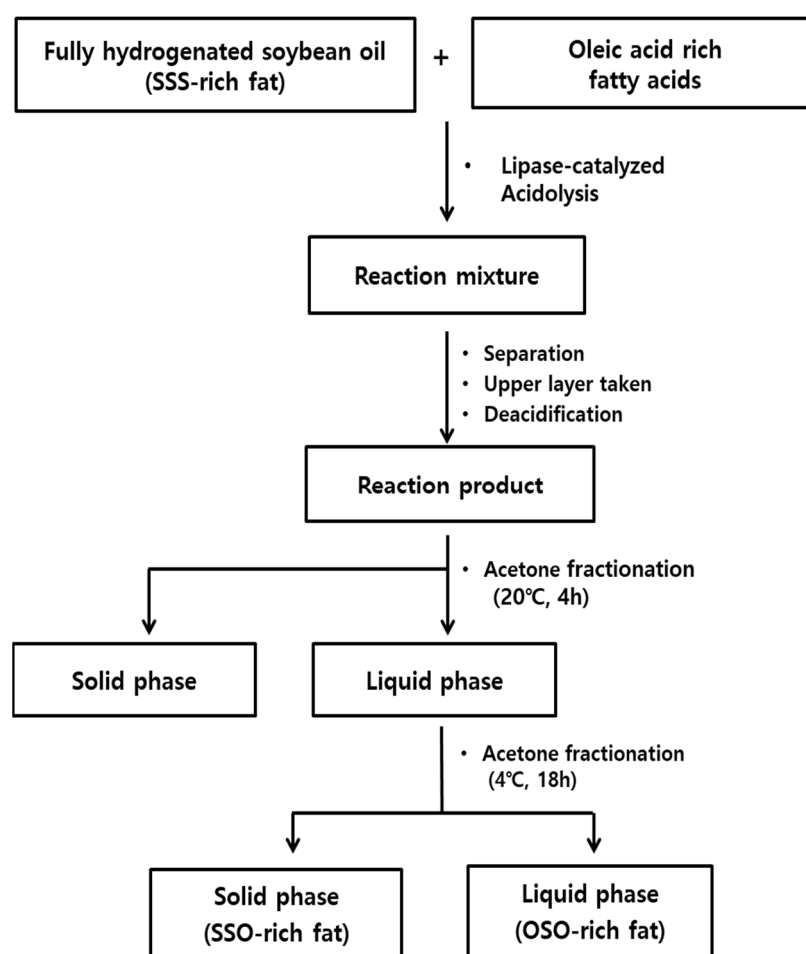 Fully hydrogenated soybean oil
(SSS-rich fat)
+
Oleic acid rich
fatty acids
• Lipase-catalyzed
Acidolysis
Reaction mixture
• Separation
• Upper layer taken
• Deacidification
Reaction product
• Acetone fractionation
(20℃, 4h)
Solid phase
Liquid phase
• Acetone fractionation
(4℃, 18h)
Solid phase
(SSO-rich fat)
Liquid phase
(OSO-rich fat)